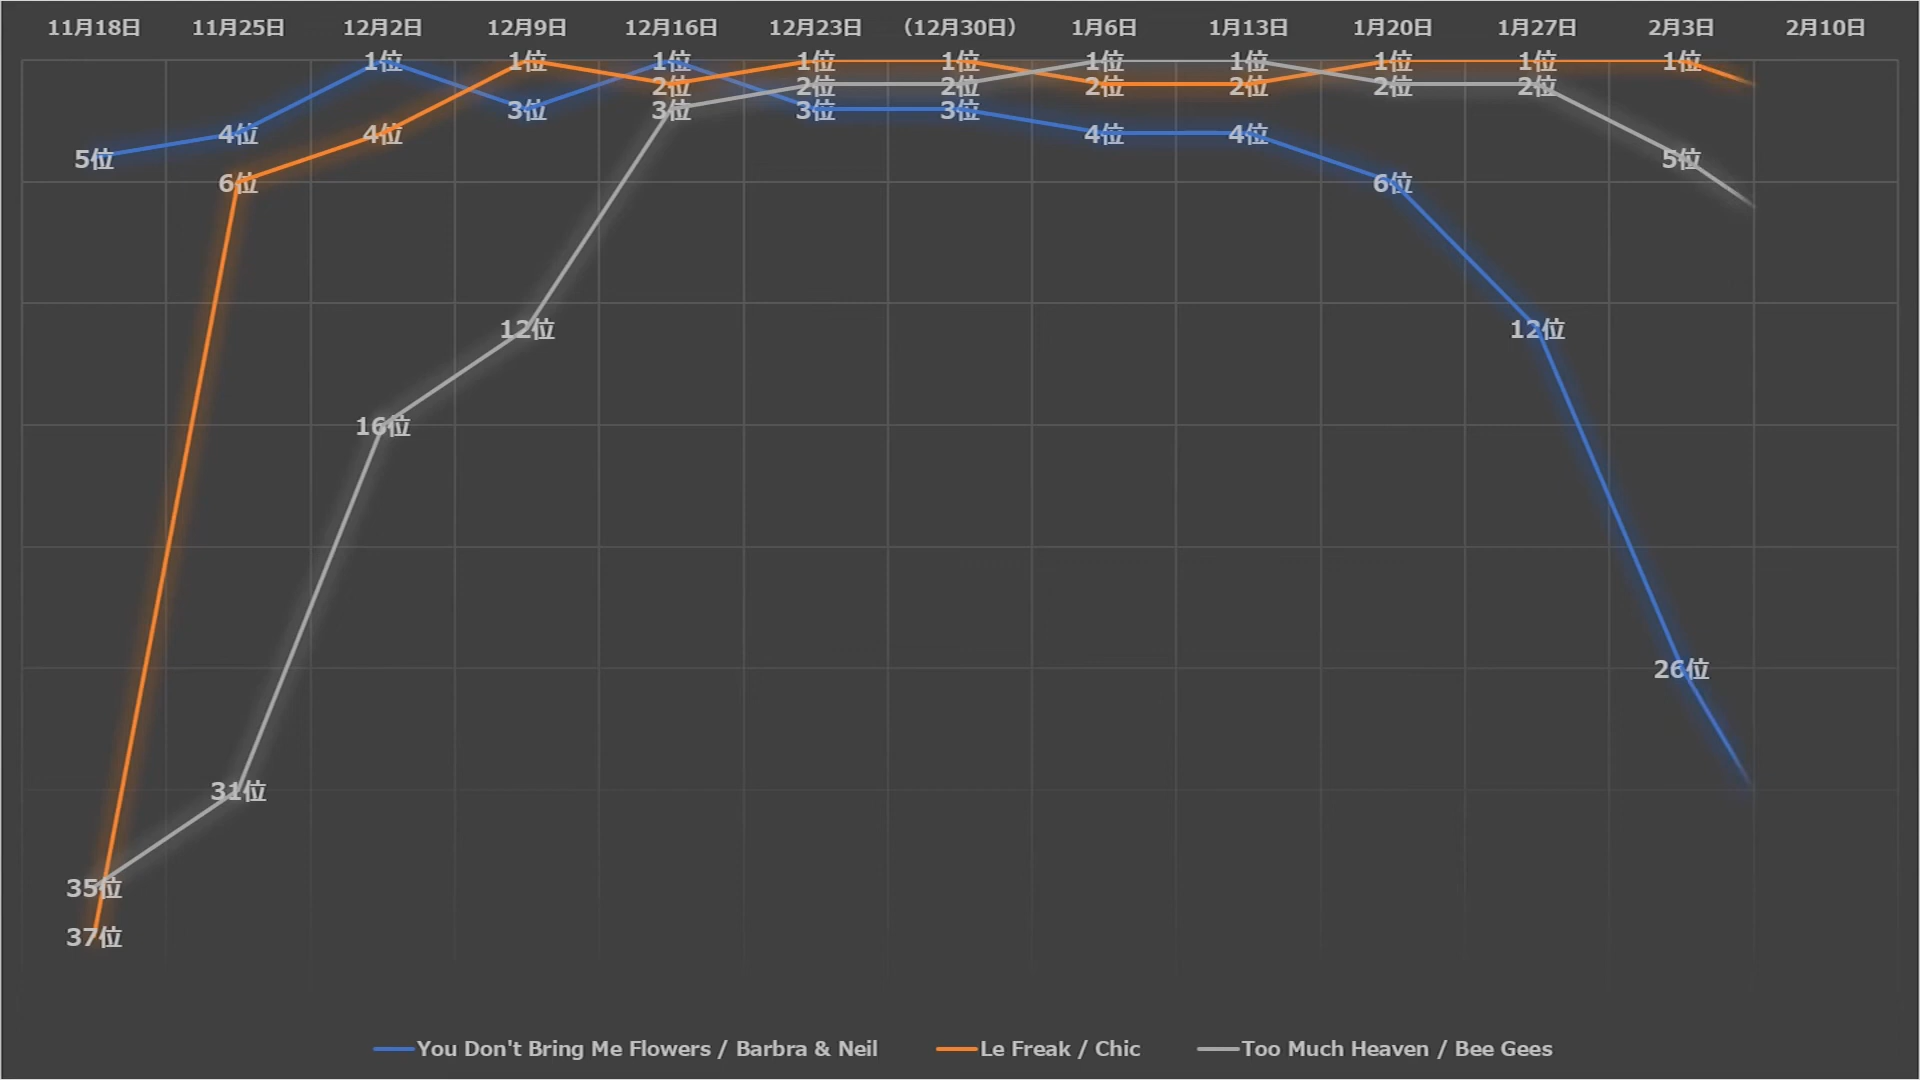 11月18日 11月25日 12月2日 12月9日 12月16日 12月23日 （12月30日） 1月6日 1月13日 1月20日 1月27日 2月3日 2月10日
1位 1位 1位 1位 1位 1位 1位 1位 1位 1位
2位 2位 2位 2位 2位 2位 2位
3位 3位 3位 3位
4位 4位 4位 4位
5位 5位
6位 6位
12位 12位
16位
26位
31位
35位
37位
You Don't Bring Me Flowers / Barbra & Neil Le Freak / Chic Too Much Heaven / Bee Gees